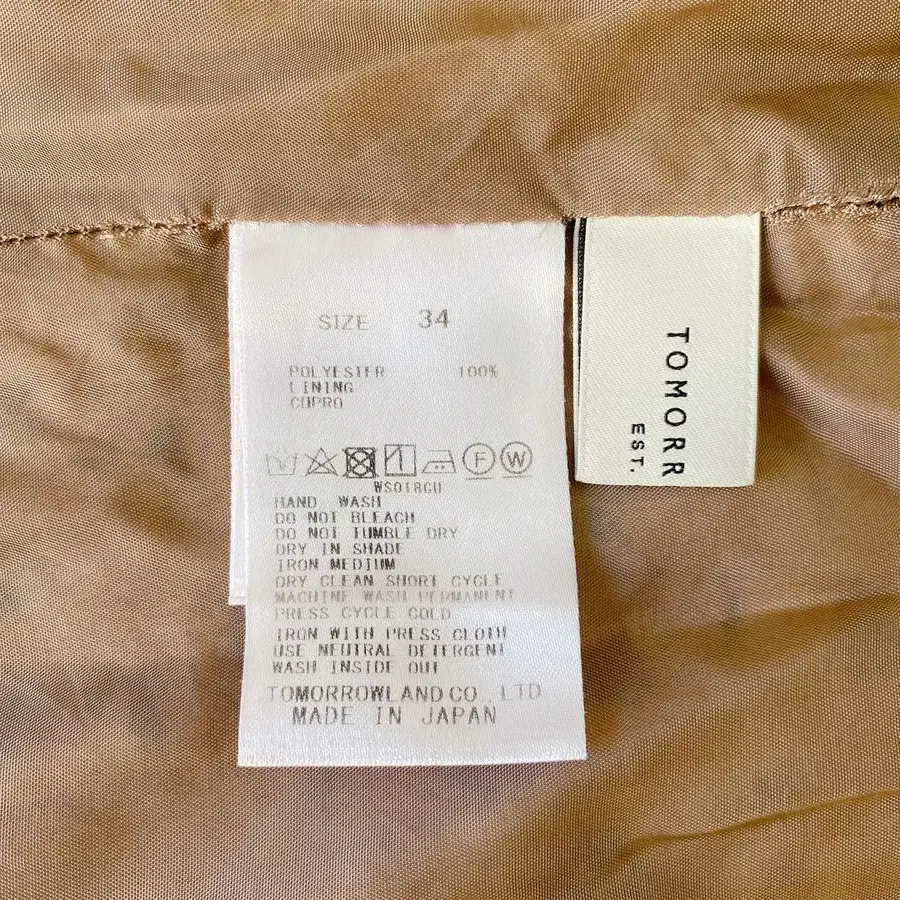 SIZE 34
POLYESTER 100%
LINING
CUPRO
F W
WS018GU
HAND WASH
DO NOT BLEACH
DO NOT TUMBLE DRY
DRY IN SHADE
IRON MEDIUM
DRY CLEAN SHORT CYCLE
MACHINE WASH PERMANENT
PRESS CYCLE COLD
IRON WITH PRESS CLOTH
USE NEUTRAL DETERGENT
WASH INSIDE OUT
TOMORROWLAND CO.,LTD
MADE IN JAPAN
TOMORR
EST.